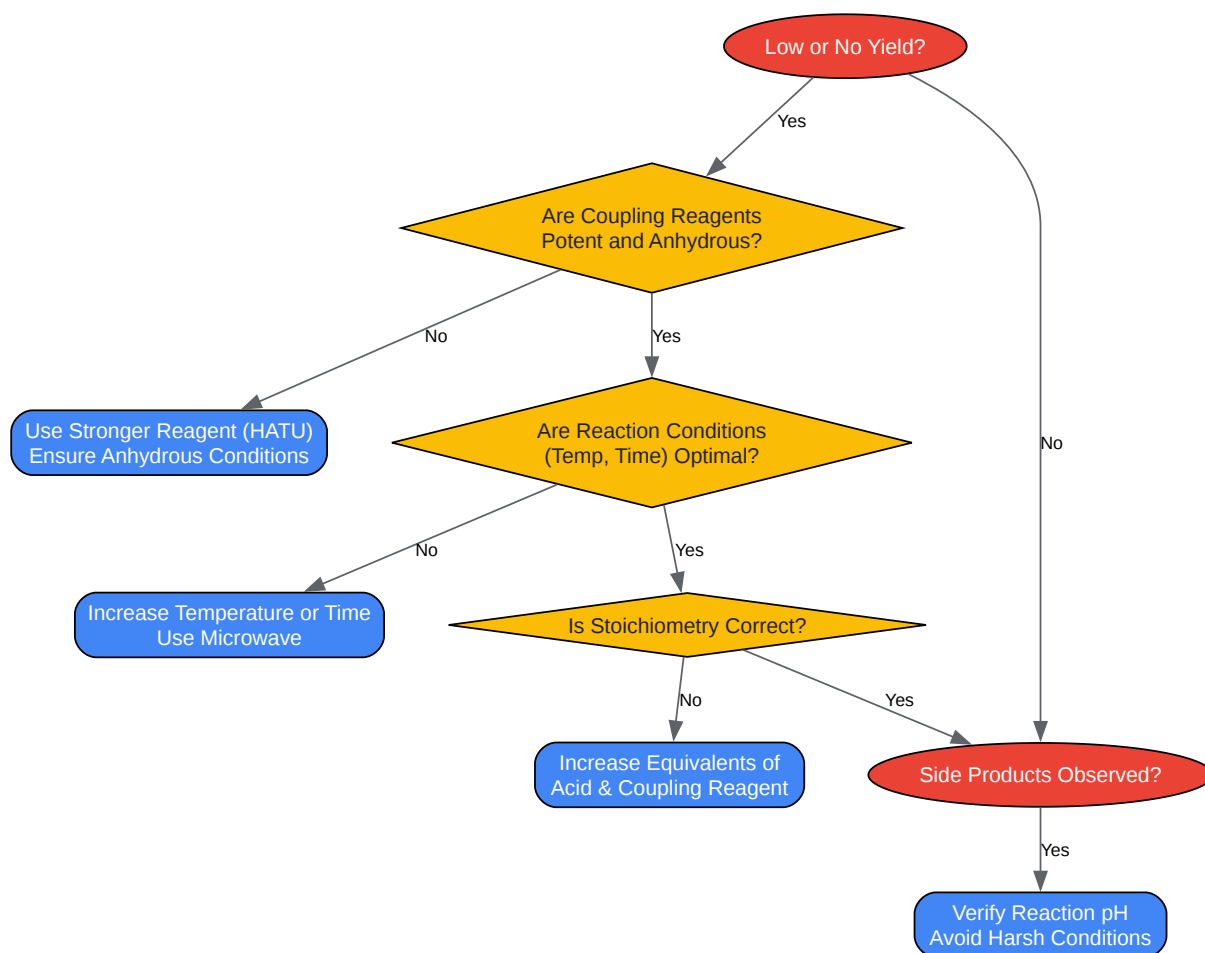 Low or No Yield?
Yes
Are Coupling Reagents
Potent and Anhydrous?
No
Yes
Use Stronger Reagent (HATU)
Ensure Anhydrous Conditions
Are Reaction Conditions
(Temp, Time) Optimal?
No
No
Yes
Increase Temperature or Time
Use Microwave
Is Stoichiometry Correct?
No
Yes
Increase Equivalents of
Acid & Coupling Reagent
Side Products Observed?
Yes
Verify Reaction pH
Avoid Harsh Conditions